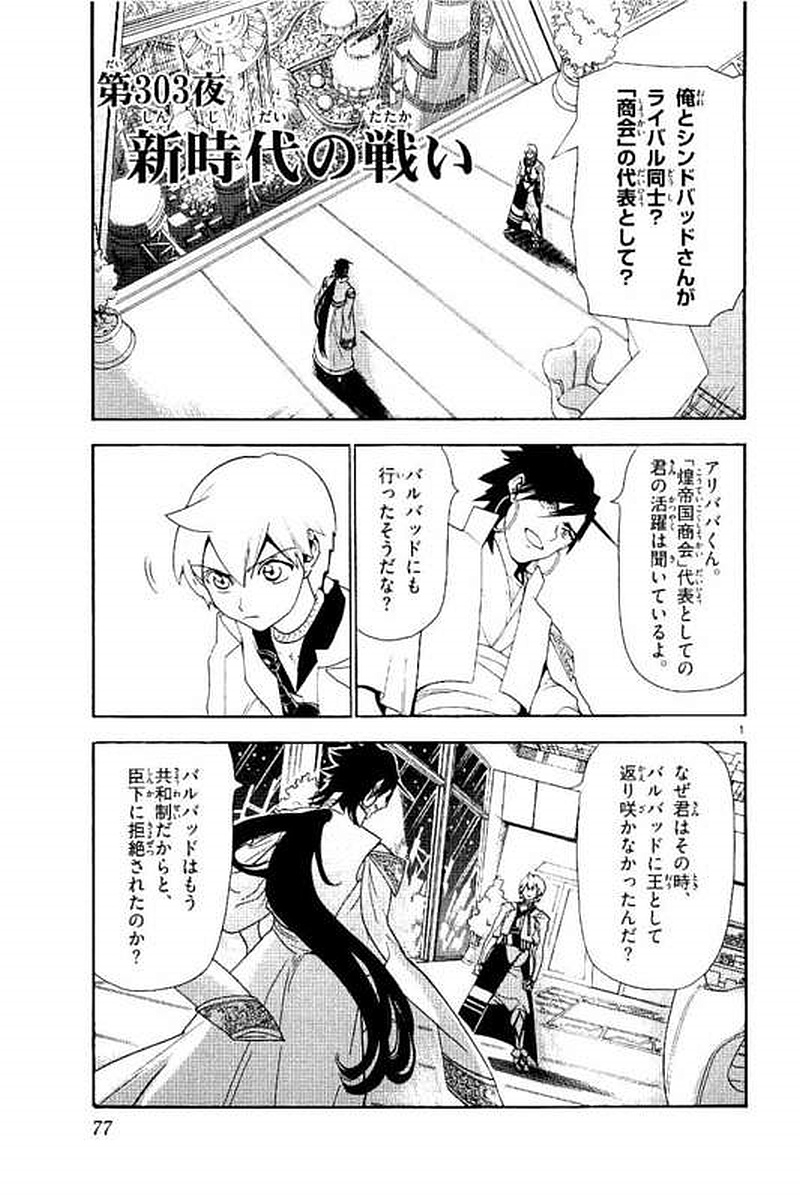 第303夜
新時代の戦い
俺とシンドバッドさんが
ライバル同士?
「商会」の代表として?
アリババくん。
「煌帝国商会」代表としての
君の活躍は聞いているよ。
バルバッドにも
行ったそうだな?
1
なぜ君はその時、
バルバッドに王として
返り咲かなかったんだ?
バルバッドはもう
共和制だからと、
臣下に拒絶されたのか?
77